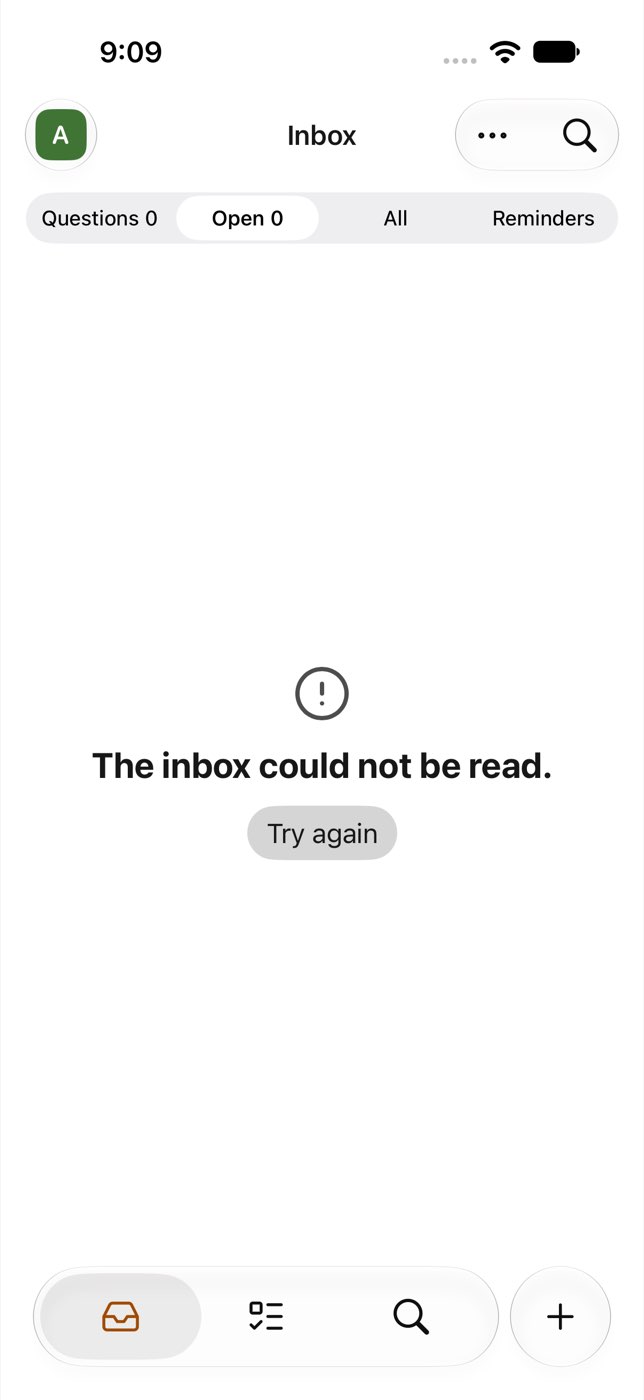 9:09
A
Inbox
Questions 0
Open 0
All
Reminders
The inbox could not be read.
Try again